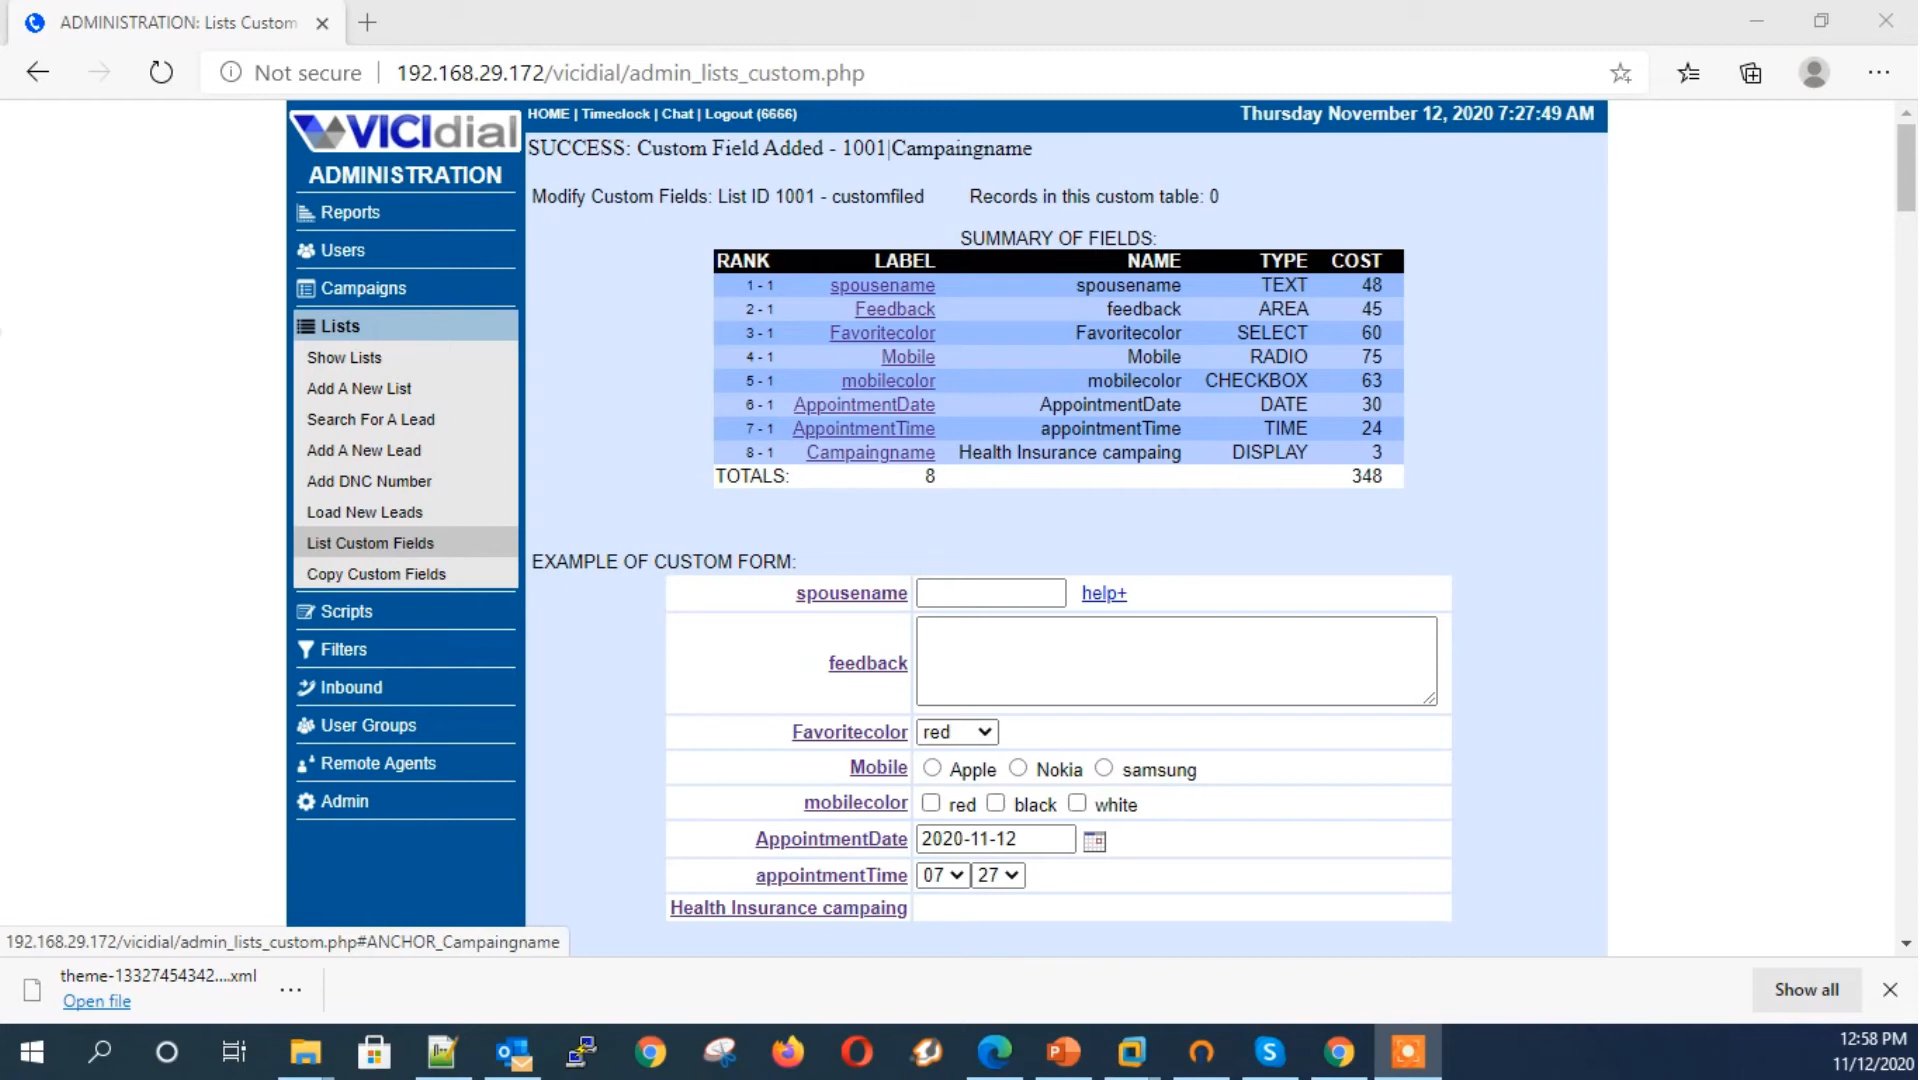 ADMINISTRATION: Lists Custom
Not secure
192.168.29.172/vicidial/admin_lists_custom.php
VICIdial
ADMINISTRATION
Reports
Users
Campaigns
Lists
Show Lists
Add A New List
Search For A Lead
Add A New Lead
Add DNC Number
Load New Leads
List Custom Fields
Copy Custom Fields
Scripts
Filters
Inbound
User Groups
Remote Agents
Admin
HOME | Timeclock | Chat | Logout (6666)
Thursday November 12, 2020 7:27:49 AM
SUCCESS: Custom Field Added - 1001|Campaingname
Modify Custom Fields: List ID 1001 - customfiled Records in this custom table: 0
SUMMARY OF FIELDS:
RANK LABEL NAME TYPE COST
1 - 1 spousename spousename TEXT 48
2 - 1 Feedback feedback AREA 45
3 - 1 Favoritecolor Favoritecolor SELECT 60
4 - 1 Mobile Mobile RADIO 75
5 - 1 mobilecolor mobilecolor CHECKBOX 63
6 - 1 AppointmentDate AppointmentDate DATE 30
7 - 1 AppointmentTime appointmentTime TIME 24
8 - 1 Campaingname Health Insurance campaing DISPLAY 3
TOTALS: 8 348
EXAMPLE OF CUSTOM FORM:
spousename help+
feedback
Favoritecolor red
Mobile Apple Nokia samsung
mobilecolor red black white
AppointmentDate 2020-11-12
appointmentTime 07 27
Health Insurance campaing
192.168.29.172/vicidial/admin_lists_custom.php#ANCHOR_Campaingname
theme-13327454342....xml
Open file
Show all
12:58 PM
11/12/2020